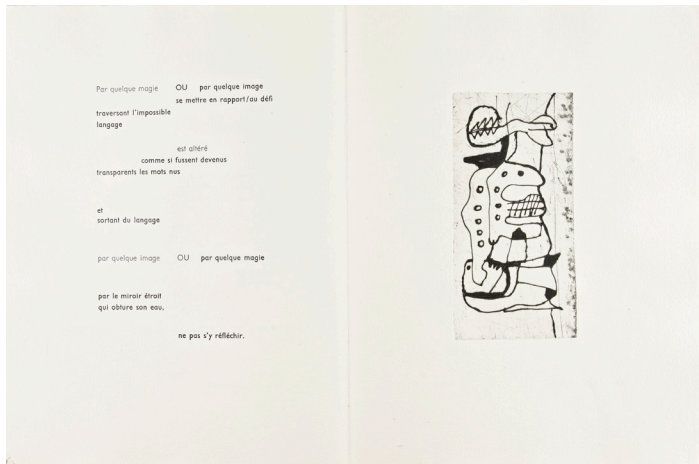 Par quelque magie OU par quelque image
se mettre en rapport/au défi
traversant l'impossible
langage
est altéré
comme si fussent devenus
transparents les mots nus
et
sortant du langage
par quelque image OU par quelque magie
par le miroir étroit
qui obture son eau,
ne pas s'y réfléchir.